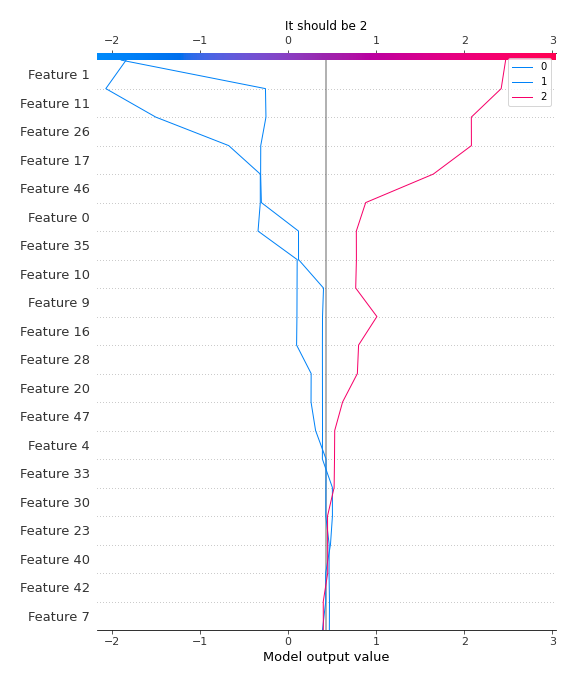 It should be 2
−2 −1 0 1 2 3
0
1
2
Feature 1
Feature 11
Feature 26
Feature 17
Feature 46
Feature 0
Feature 35
Feature 10
Feature 9
Feature 16
Feature 28
Feature 20
Feature 47
Feature 4
Feature 33
Feature 30
Feature 23
Feature 40
Feature 42
Feature 7
−2 −1 0 1 2 3
Model output value